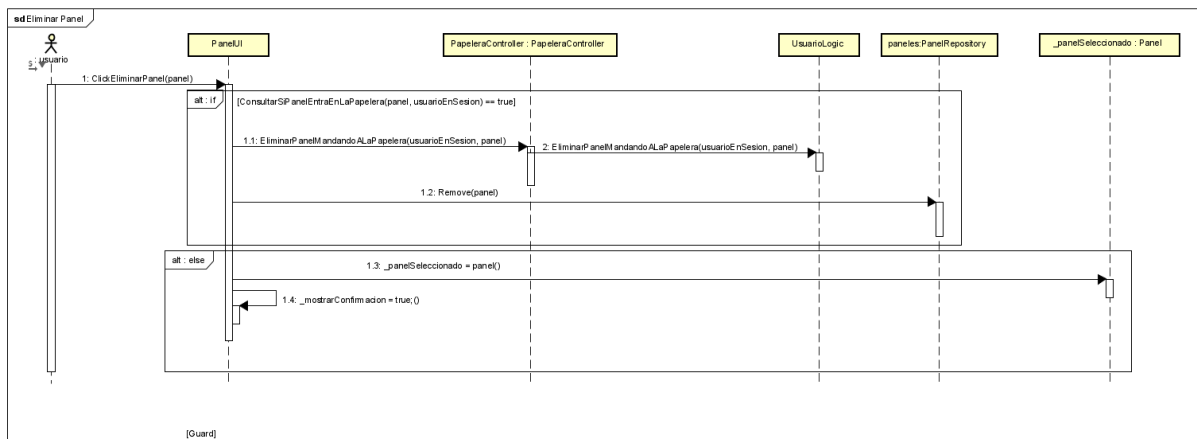 sd Eliminar Panel
: usuario
PanelUI
PapeleraController : PapeleraController
UsuarioLogic
paneles:PanelRepository
_panelSeleccionado : Panel
1: ClickEliminarPanel(panel)
alt : if
[ConsultarSiPanelEntraEnLaPapelera(panel, usuarioEnSesion) == true]
1.1: EliminarPanelMandandoALaPapelera(usuarioEnSesion, panel)
2: EliminarPanelMandandoALaPapelera(usuarioEnSesion, panel)
1.2: Remove(panel)
alt : else
1.3: _panelSeleccionado = panel()
1.4: _mostrarConfirmacion = true;()
[Guard]